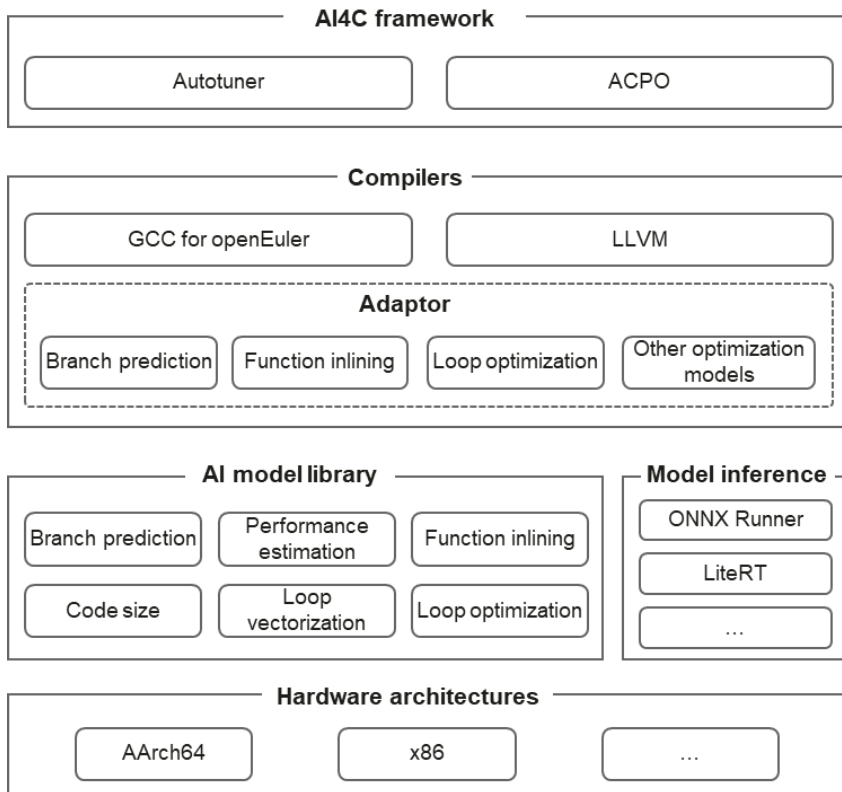 AI4C framework
Autotuner
ACPO
Compilers
GCC for openEuler
LLVM
Adaptor
Branch prediction
Function inlining
Loop optimization
Other optimization
models
AI model library
Branch prediction
Performance
estimation
Function inlining
Code size
Loop
vectorization
Loop optimization
Model inference
ONNX Runner
LiteRT
...
Hardware architectures
AArch64
x86
...